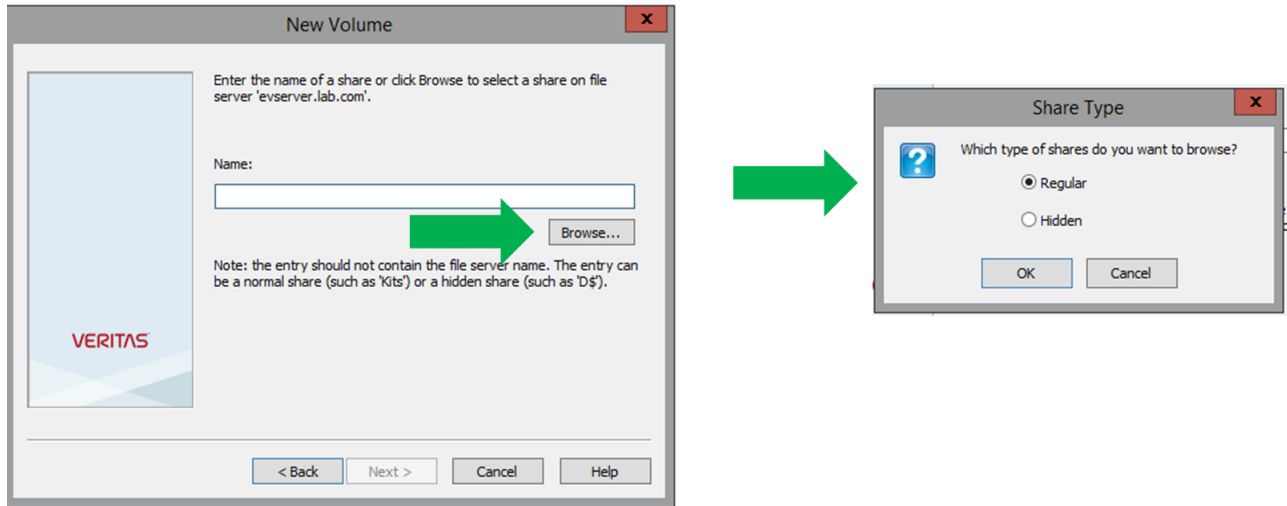 New Volume
x
Enter the name of a share or click Browse to select a share on file
server 'evserver.lab.com'.
Name:
Browse...
Note: the entry should not contain the file server name. The entry can
be a normal share (such as 'Kits') or a hidden share (such as 'D$').
VERITAS
< Back
Next >
Cancel
Help
Share Type
x
?
Which type of shares do you want to browse?
Regular
Hidden
OK
Cancel